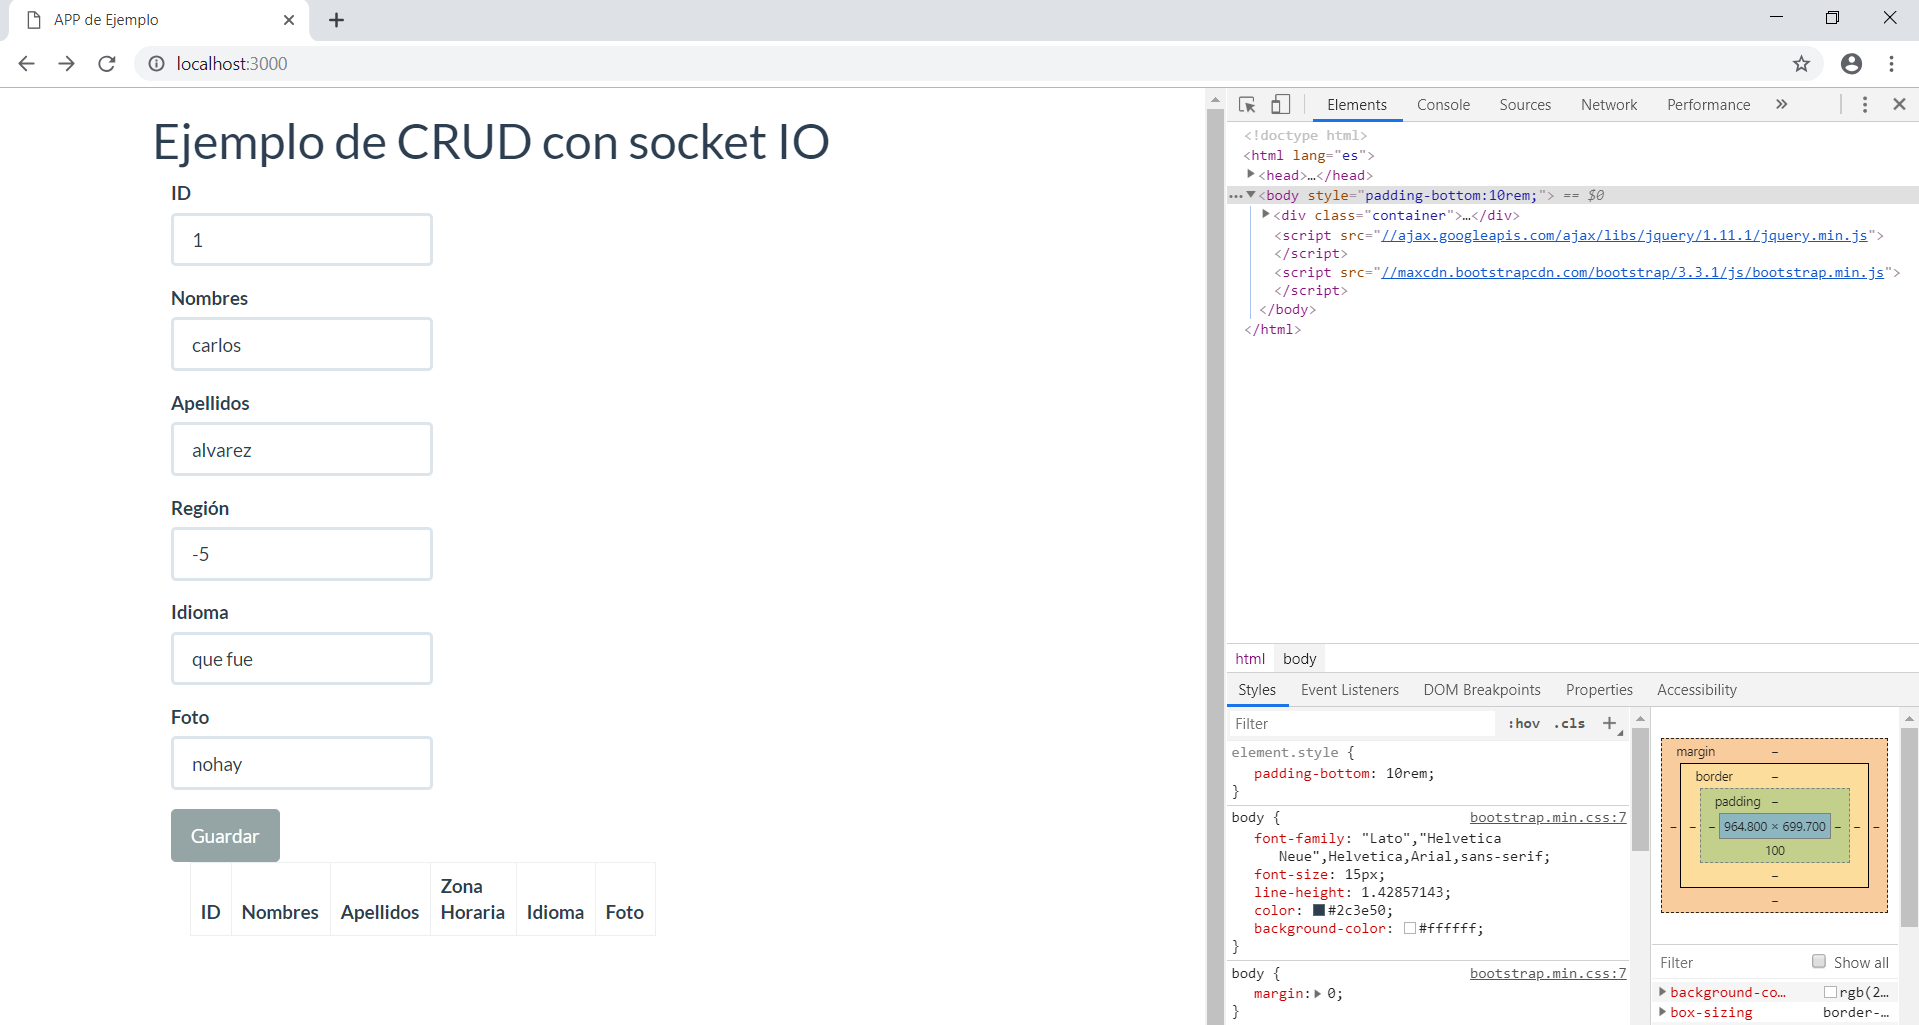 APP de Ejemplo
localhost:3000
Ejemplo de CRUD con socket IO
ID
1
Nombres
carlos
Apellidos
alvarez
Región
-5
Idioma
que fue
Foto
nohay
Guardar
ID Nombres Apellidos Zona Horaria Idioma Foto
Elements Console Sources Network Performance »
<!doctype html>
<html lang="es">
<head>…</head>
<body style="padding-bottom:10rem;"> == $0
<div class="container">…</div>
<script src="//ajax.googleapis.com/ajax/libs/jquery/1.11.1/jquery.min.js">
</script>
<script src="//maxcdn.bootstrapcdn.com/bootstrap/3.3.1/js/bootstrap.min.js">
</script>
</body>
</html>
html body
Styles Event Listeners DOM Breakpoints Properties Accessibility
Filter :hov .cls +
element.style {
padding-bottom: 10rem;
}
body { bootstrap.min.css:7
font-family: "Lato","Helvetica
Neue",Helvetica,Arial,sans-serif;
font-size: 15px;
line-height: 1.42857143;
color: #2c3e50;
background-color: #ffffff;
}
body { bootstrap.min.css:7
margin: 0;
}
margin –
border –
padding –
– – – 964.800 × 699.700 – – –
100
–
–
Filter Show all
background-co… rgb(2…
box-sizing border-…